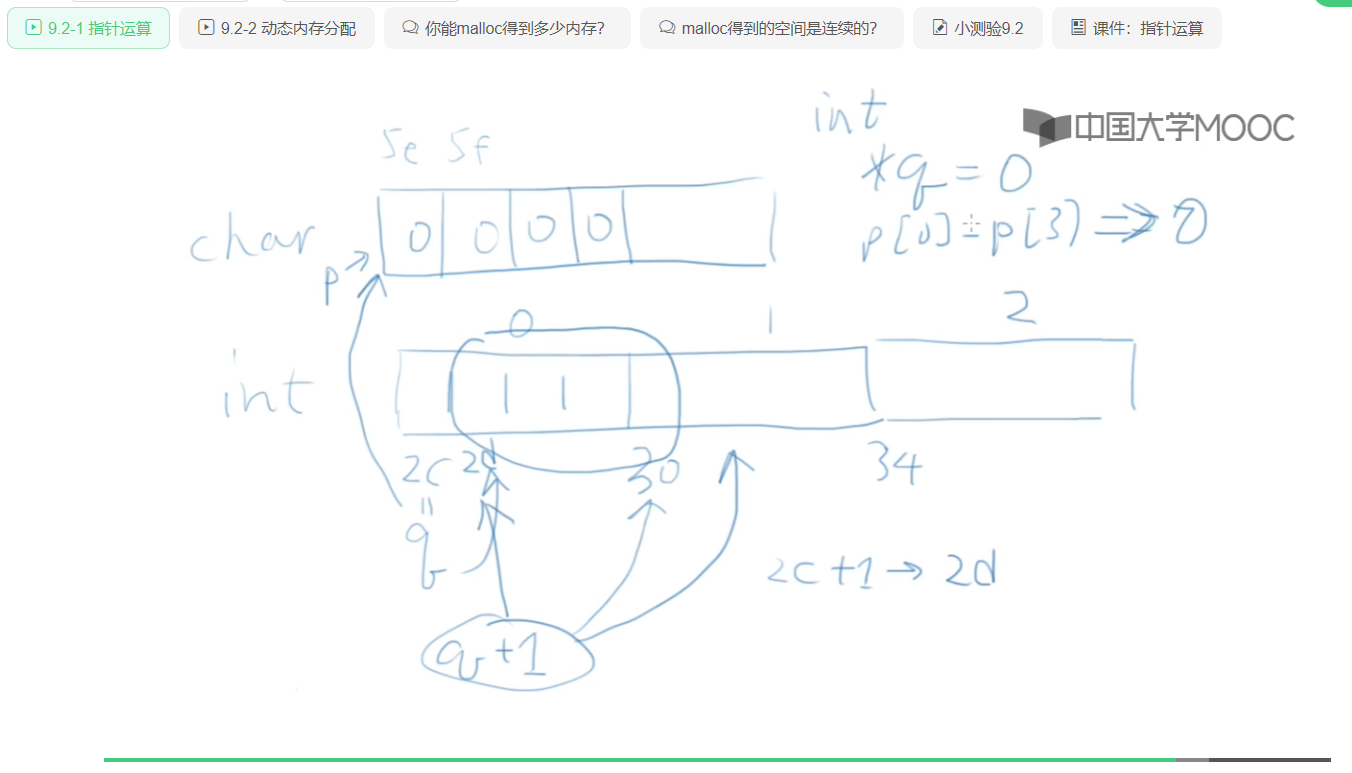 9.2-1 指针运算 9.2-2 动态内存分配 你能malloc得到多少内存? malloc得到的空间是连续的? 小测验9.2 课件：指针运算
int
中国大学MOOC
5e 5f
*q = 0
char 0 0 0 0
p[0] = p[3] ⇒ 0
p
0 1 2
int
2c 2d 30 34
q
2c+1 → 2d
q+1